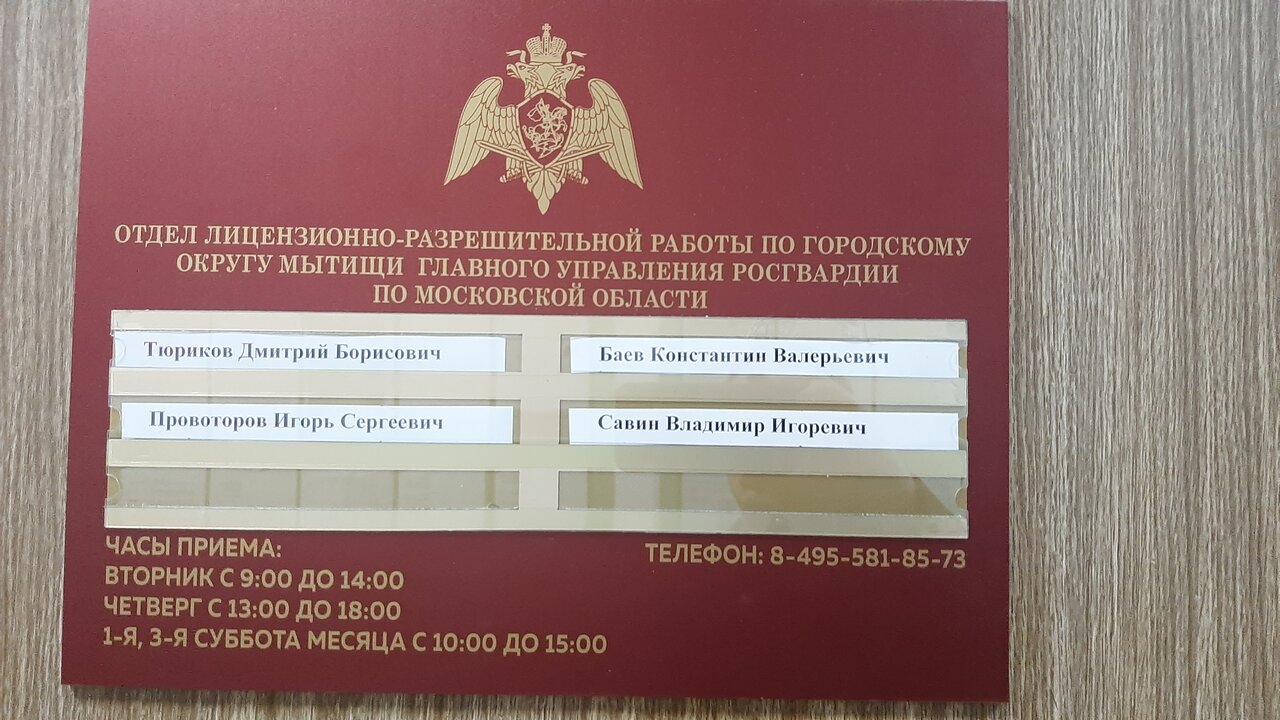 ОТДЕЛ ЛИЦЕНЗИОННО-РАЗРЕШИТЕЛЬНОЙ РАБОТЫ ПО ГОРОДСКОМУ
ОКРУГУ МЫТИЩИ ГЛАВНОГО УПРАВЛЕНИЯ РОСГВАРДИИ
ПО МОСКОВСКОЙ ОБЛАСТИ
Тюриков Дмитрий Борисович
Баев Константин Валерьевич
Провоторов Игорь Сергеевич
Савин Владимир Игоревич
ЧАСЫ ПРИЕМА:
ВТОРНИК С 9:00 ДО 14:00
ЧЕТВЕРГ С 13:00 ДО 18:00
1-Я, 3-Я СУББОТА МЕСЯЦА С 10:00 ДО 15:00
ТЕЛЕФОН: 8-495-581-85-73